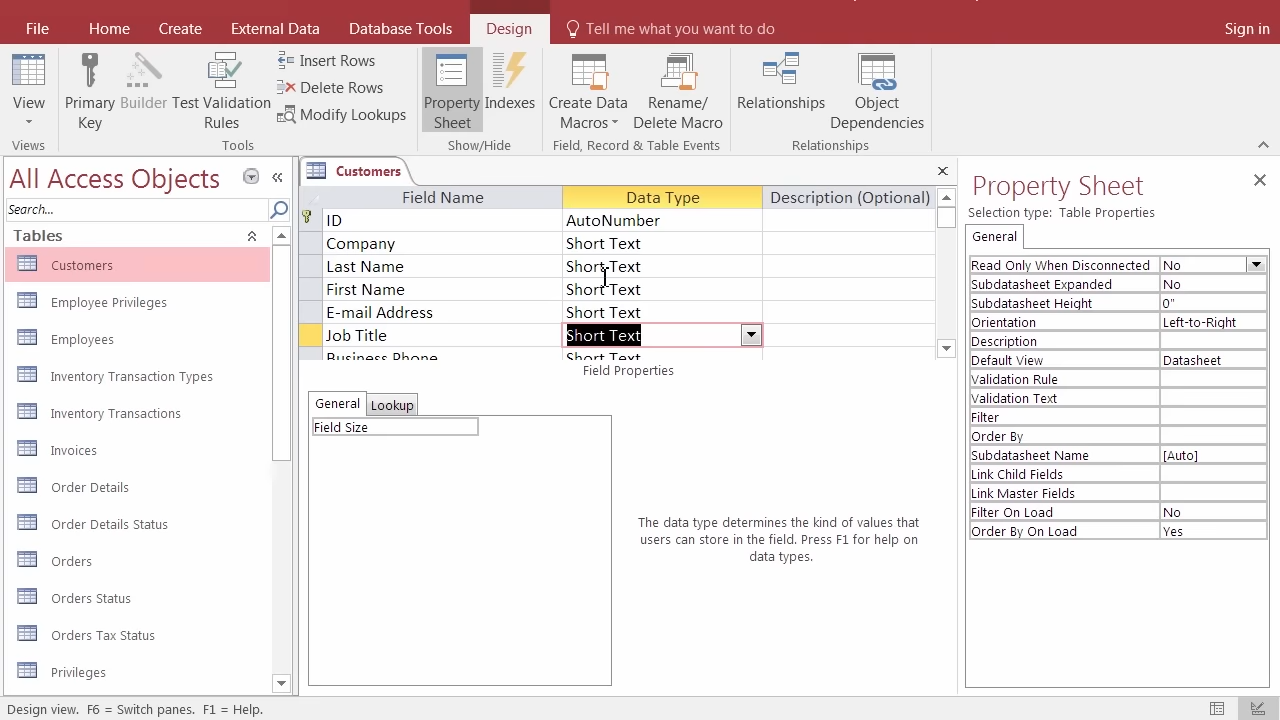 File Home Create External Data Database Tools Design Tell me what you want to do Sign in
View Primary Key Builder Test Validation Rules Insert Rows Delete Rows Modify Lookups Property Sheet Indexes Create Data Macros Rename/ Delete Macro Relationships Object Dependencies
Views Tools Show/Hide Field, Record & Table Events Relationships
All Access Objects
Search...
Tables
Customers
Employee Privileges
Employees
Inventory Transaction Types
Inventory Transactions
Invoices
Order Details
Order Details Status
Orders
Orders Status
Orders Tax Status
Privileges
Customers
Field Name Data Type Description (Optional)
ID AutoNumber
Company Short Text
Last Name Short Text
First Name Short Text
E-mail Address Short Text
Job Title Short Text
Business Phone Short Text
Field Properties
General Lookup
Field Size
The data type determines the kind of values that
users can store in the field. Press F1 for help on
data types.
Property Sheet
Selection type: Table Properties
General
Read Only When Disconnected No
Subdatasheet Expanded No
Subdatasheet Height 0"
Orientation Left-to-Right
Description
Default View Datasheet
Validation Rule
Validation Text
Filter
Order By
Subdatasheet Name [Auto]
Link Child Fields
Link Master Fields
Filter On Load No
Order By On Load Yes
Design view. F6 = Switch panes. F1 = Help.